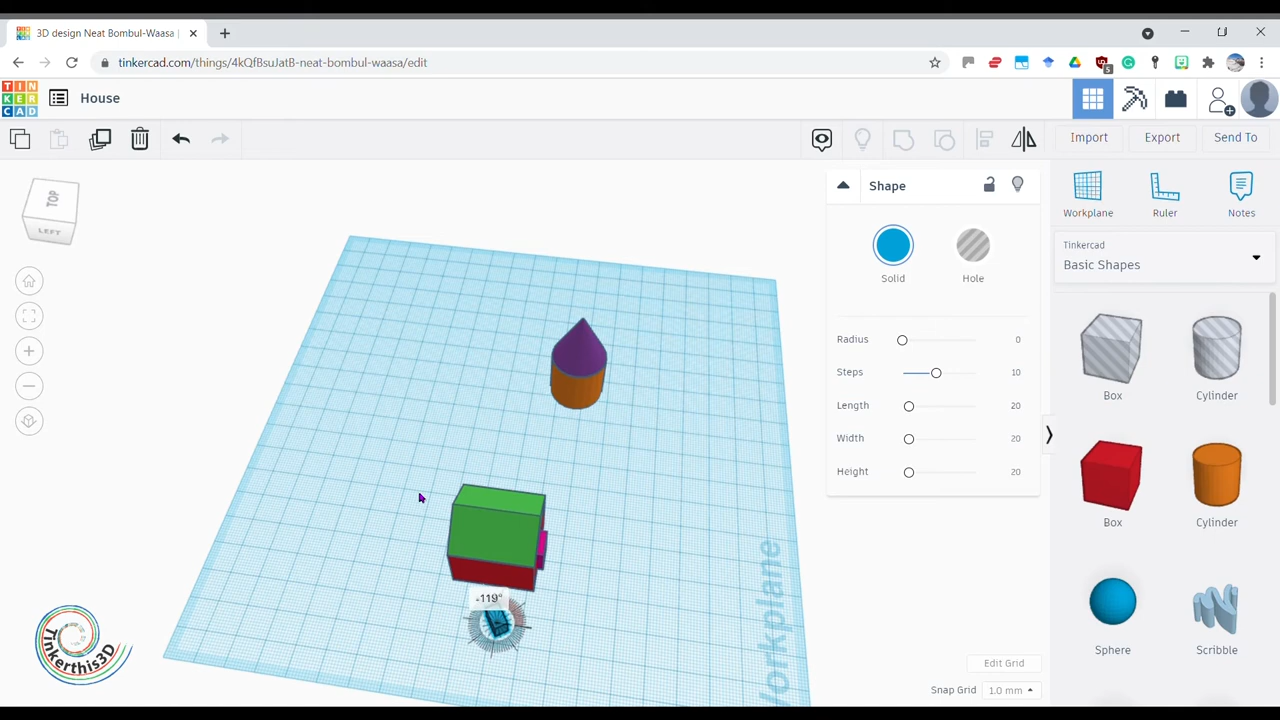 3D design Neat Bombul-Waasa |
tinkercad.com/things/4kQfBsuJatB-neat-bombul-waasa/edit
5
TIN
KER
CAD
House
Import
Export
Send To
TOP
LEFT
Shape
Solid
Hole
Radius 0
Steps 10
Length 20
Width 20
Height 20
Workplane
Ruler
Notes
Tinkercad
Basic Shapes
Box
Cylinder
Box
Cylinder
Sphere
Scribble
-119°
orkplane
Tinkerthis3D
Edit Grid
Snap Grid 1.0 mm